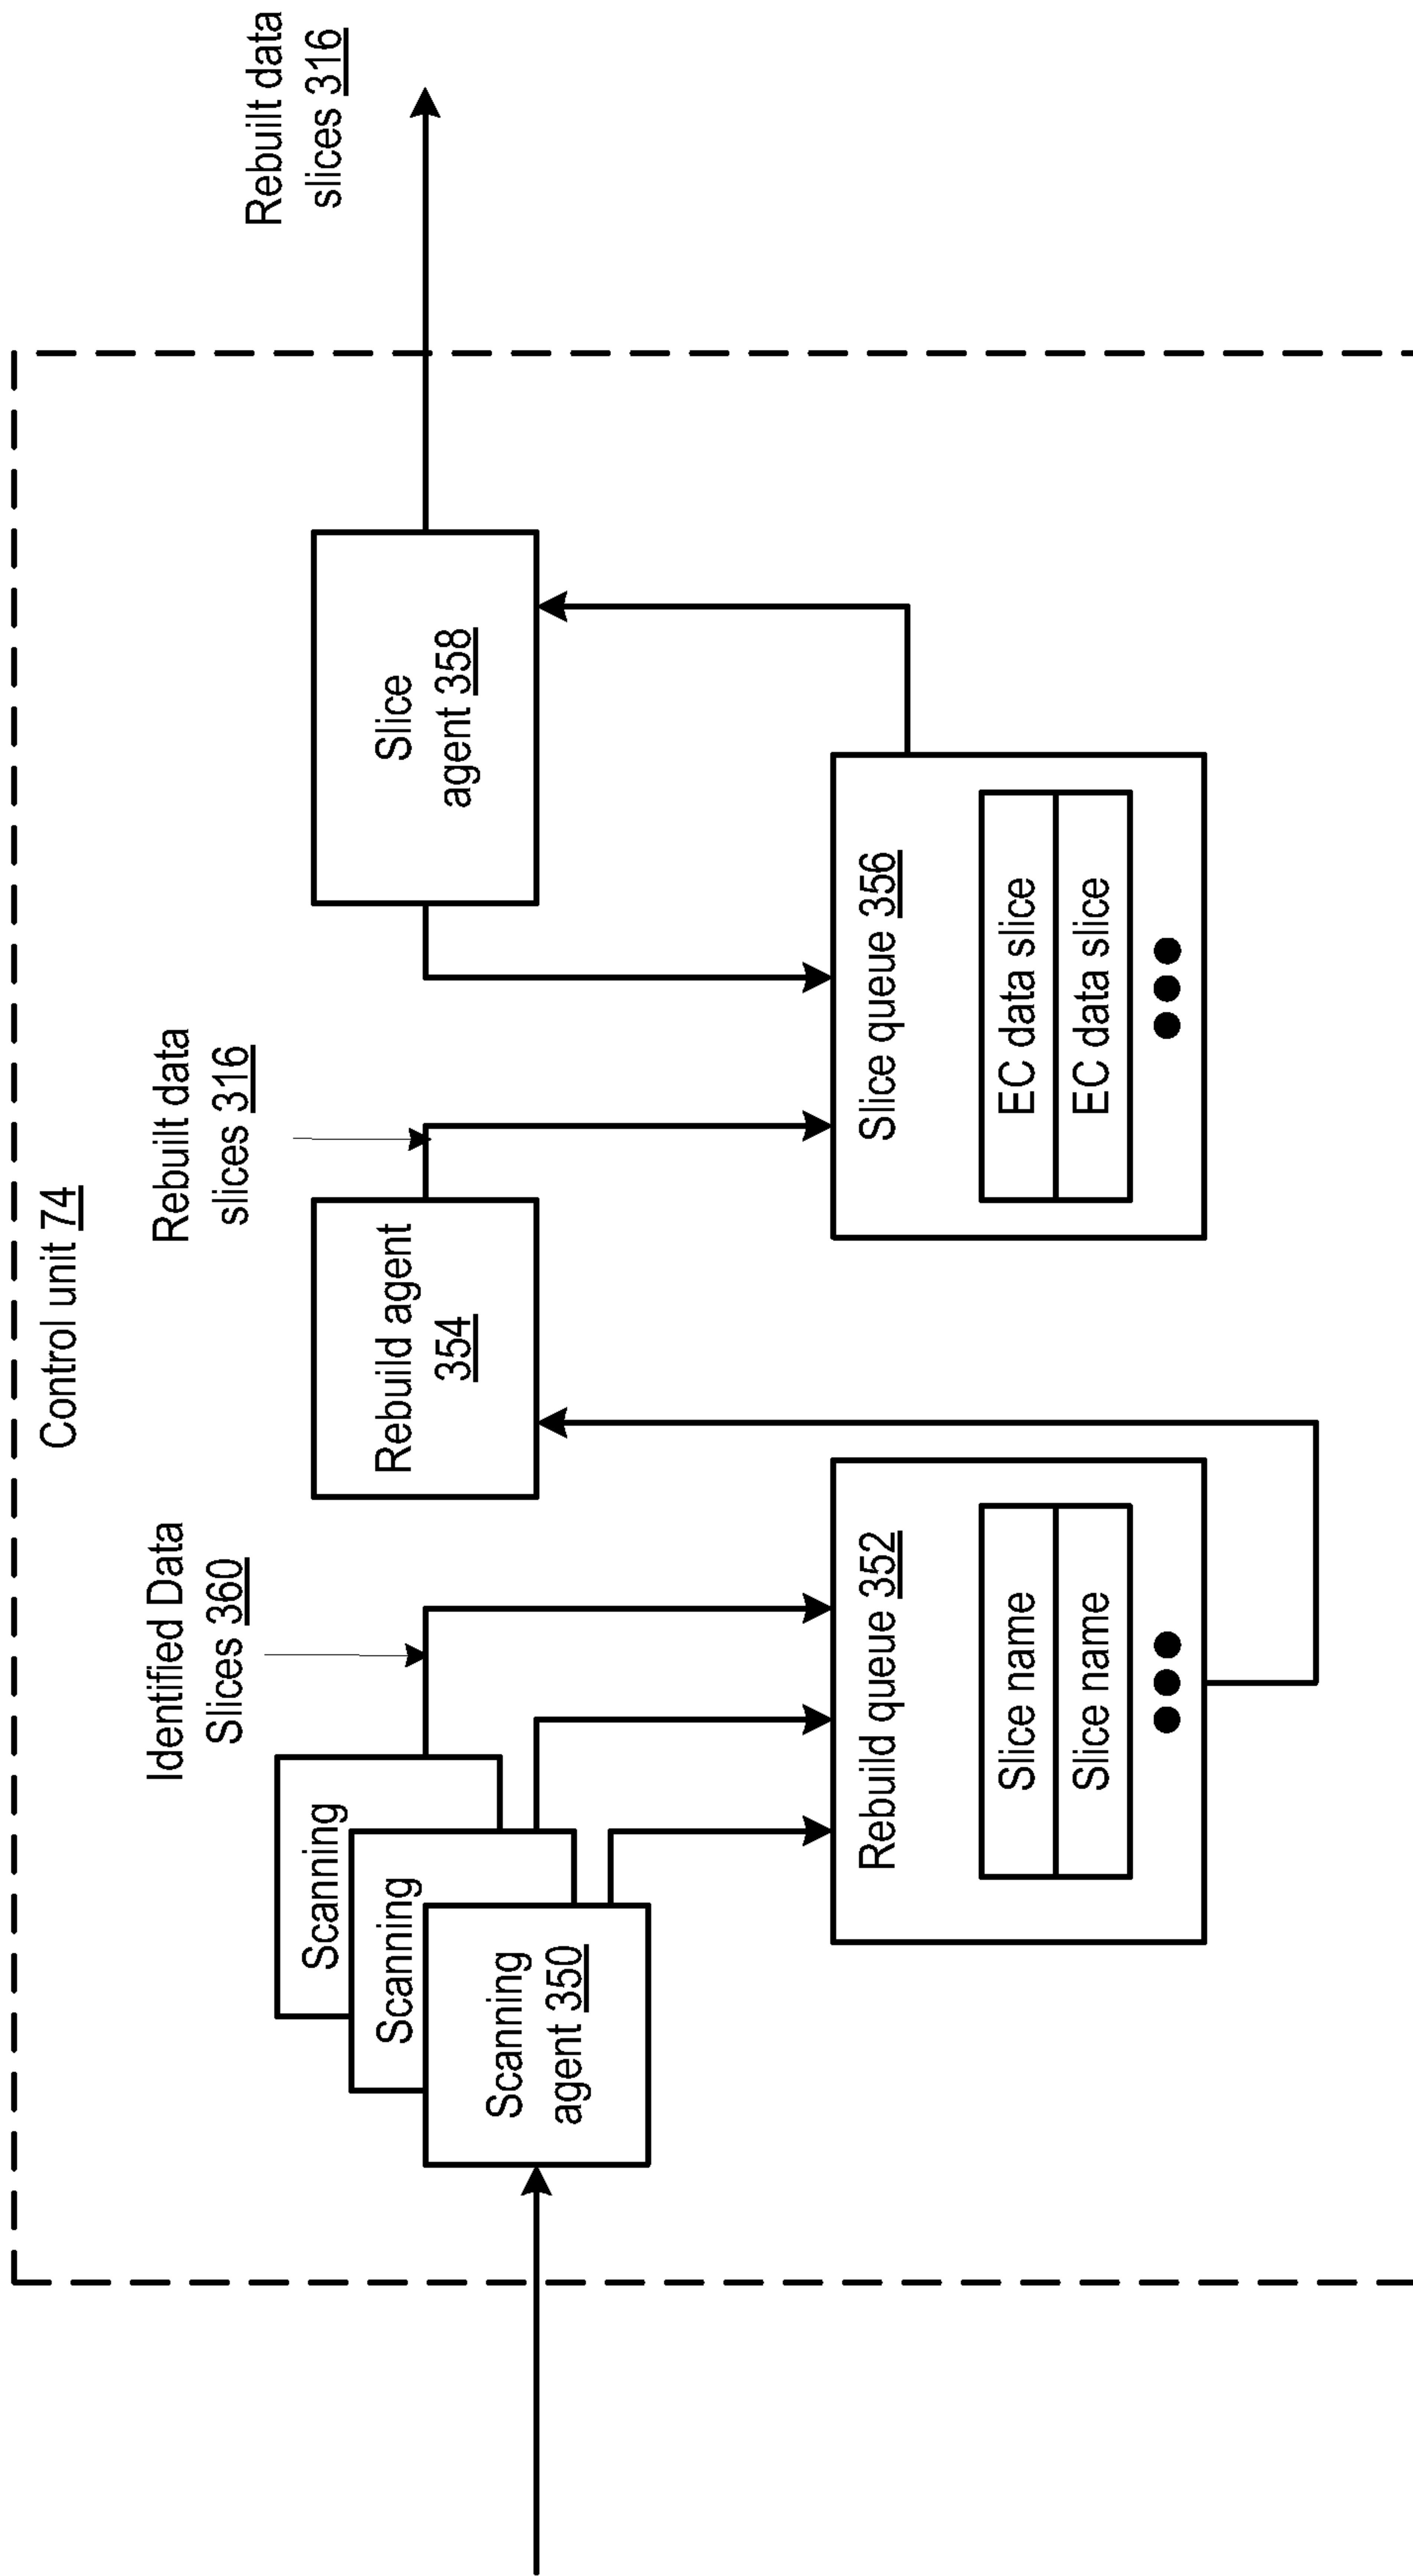 Control unit 74
Identified Data
Slices 360
Rebuilt data
slices 316
Rebuilt data
slices 316
Scanning
Scanning
Scanning
agent 350
Rebuild agent
354
Slice
agent 358
Rebuild queue 352
Slice name
Slice name
Slice queue 356
EC data slice
EC data slice